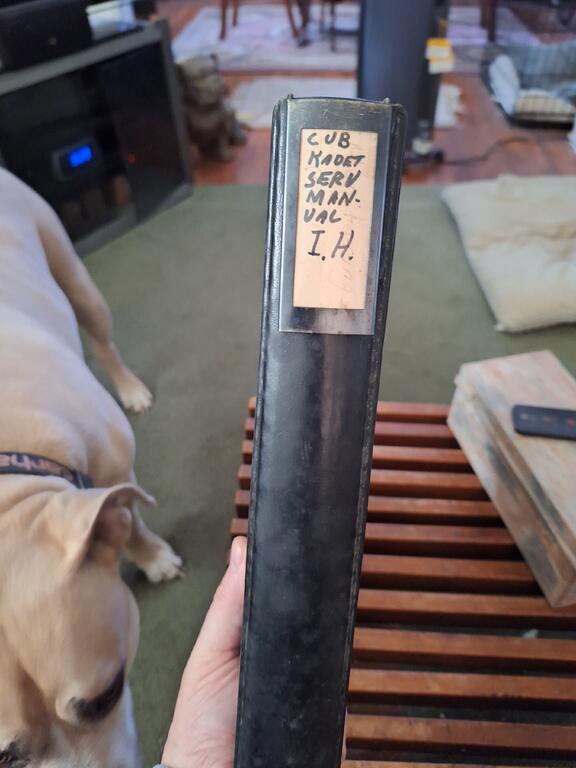 CUB
KADET
SERV
MAN-
UAL
I.H.